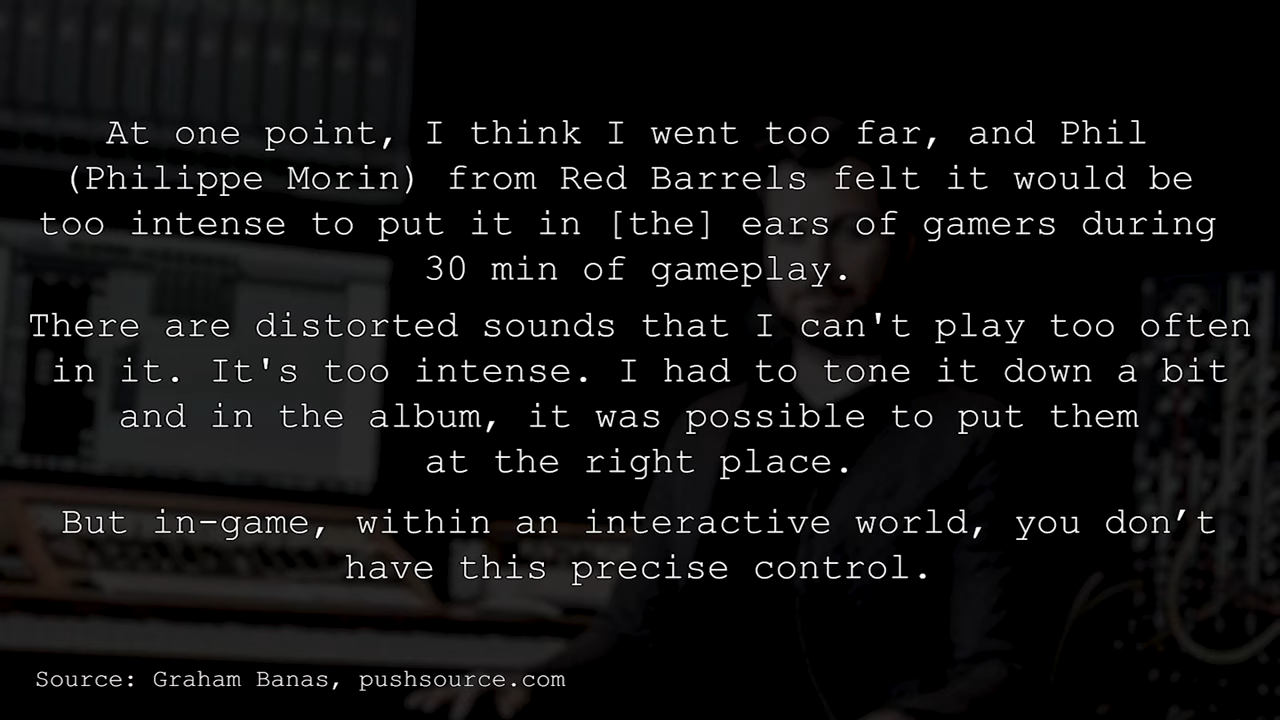 At one point, I think I went too far, and Phil
(Philippe Morin) from Red Barrels felt it would be
too intense to put it in [the] ears of gamers during
30 min of gameplay.
There are distorted sounds that I can't play too often
in it. It's too intense. I had to tone it down a bit
and in the album, it was possible to put them
at the right place.
But in-game, within an interactive world, you don’t
have this precise control.
Source: Graham Banas, pushsource.com